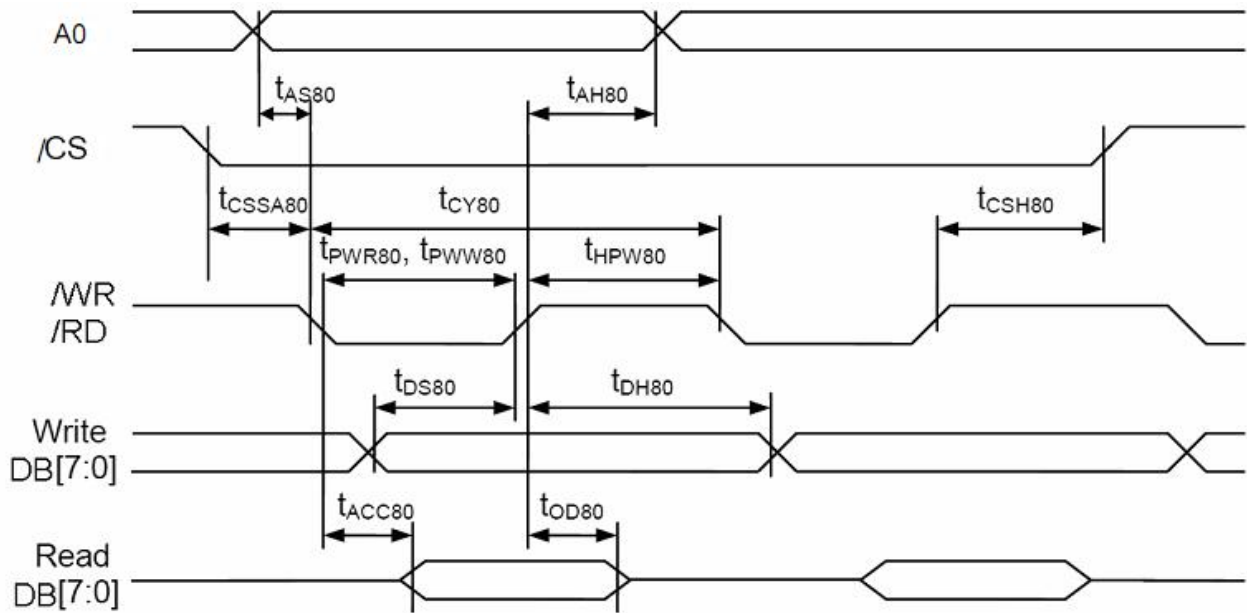 A0
tAS80
tAH80
/CS
tCSSA80
tCY80
tCSH80
tPWR80, tPWW80
tHPW80
/WR
/RD
tDS80
tDH80
Write
DB[7:0]
tACC80
tOD80
Read
DB[7:0]